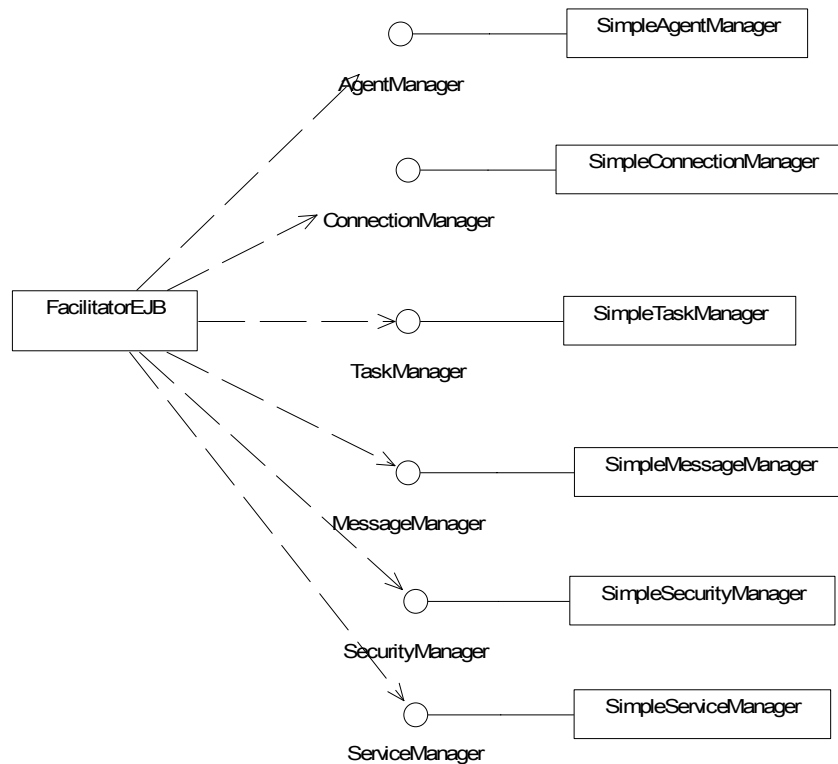 SimpleAgentManager
AgentManager
SimpleConnectionManager
ConnectionManager
FacilitatorEJB
SimpleTaskManager
TaskManager
SimpleMessageManager
MessageManager
SimpleSecurityManager
SecurityManager
SimpleServiceManager
ServiceManager